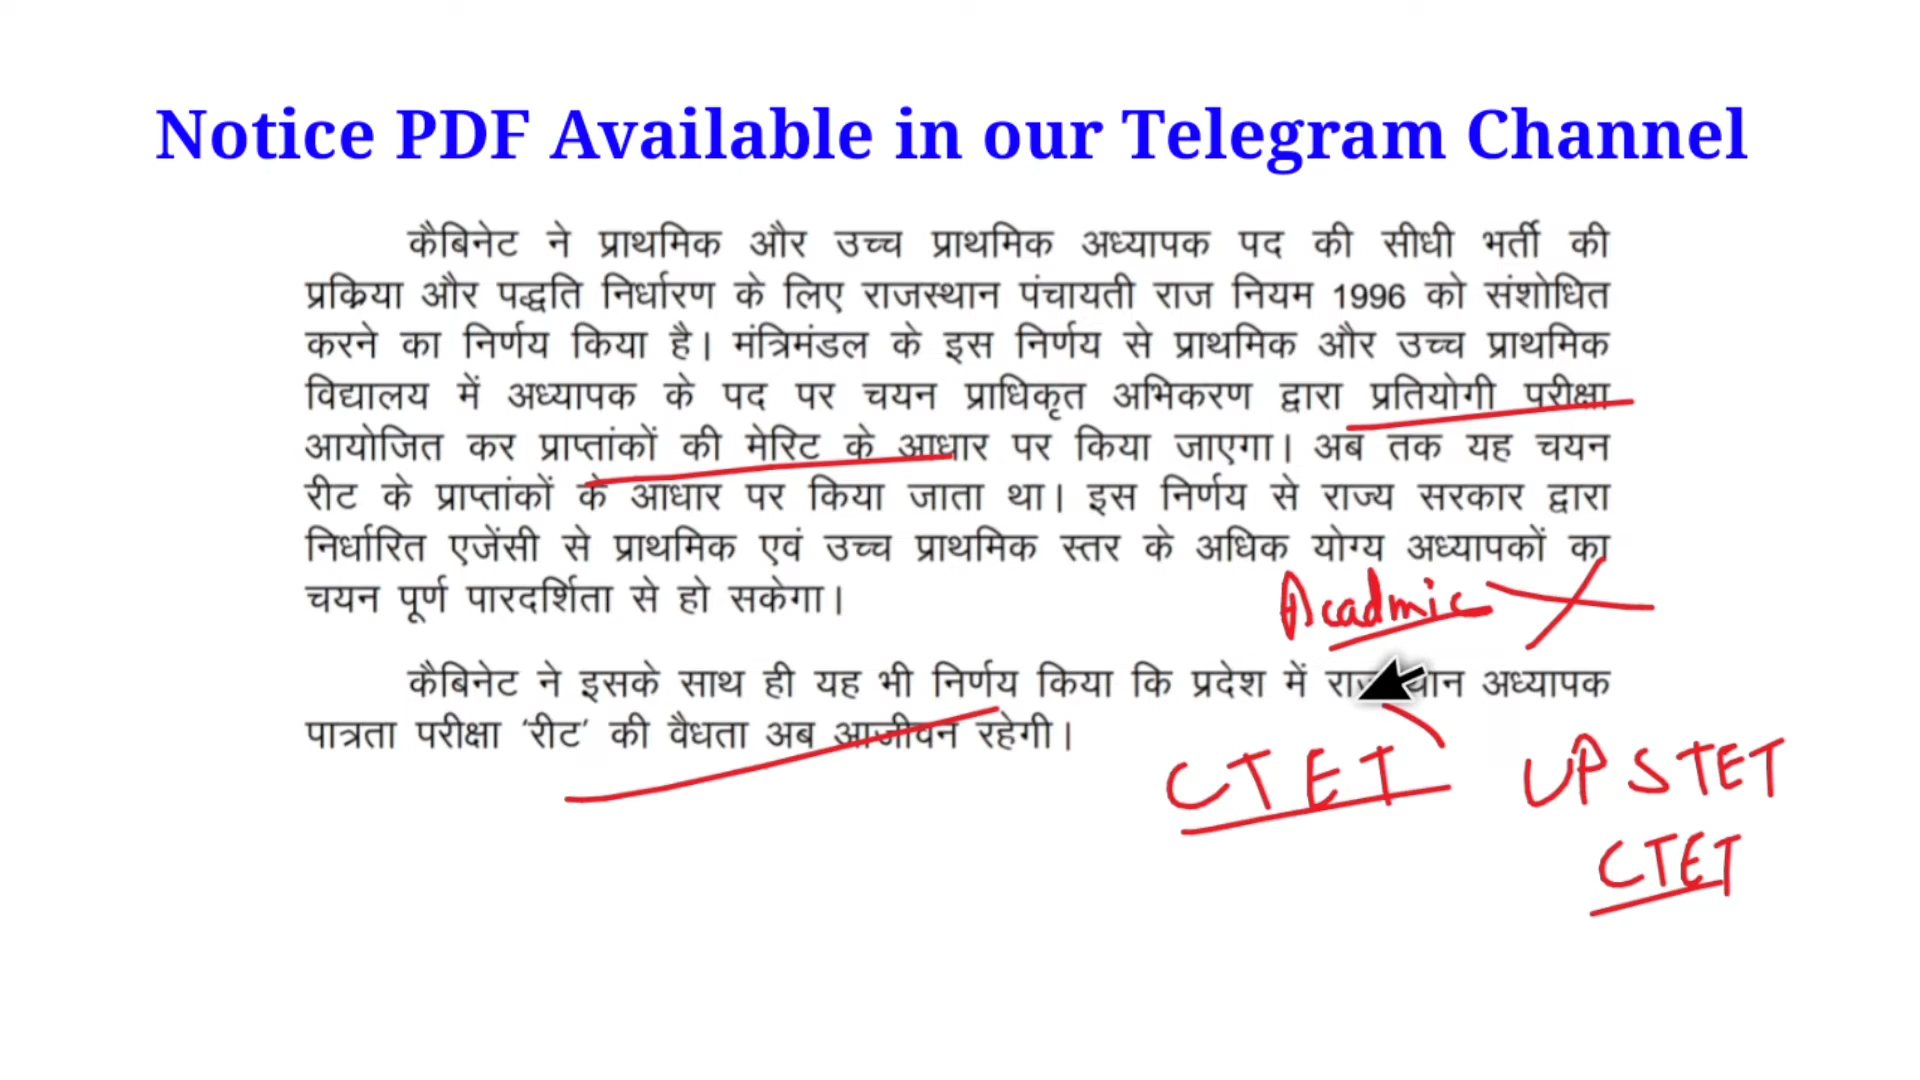 Notice PDF Available in our Telegram Channel
कैबिनेट ने प्राथमिक और उच्च प्राथमिक अध्यापक पद की सीधी भर्ती की
प्रक्रिया और पद्धति निर्धारण के लिए राजस्थान पंचायती राज नियम 1996 को संशोधित
करने का निर्णय किया है। मंत्रिमंडल के इस निर्णय से प्राथमिक और उच्च प्राथमिक
विद्यालय में अध्यापक के पद पर चयन प्राधिकृत अभिकरण द्वारा प्रतियोगी परीक्षा
आयोजित कर प्राप्तांकों की मेरिट के आधार पर किया जाएगा। अब तक यह चयन
रीट के प्राप्तांकों के आधार पर किया जाता था। इस निर्णय से राज्य सरकार द्वारा
निर्धारित एजेंसी से प्राथमिक एवं उच्च प्राथमिक स्तर के अधिक योग्य अध्यापकों का
चयन पूर्ण पारदर्शिता से हो सकेगा।
Acadmic
कैबिनेट ने इसके साथ ही यह भी निर्णय किया कि प्रदेश में अध्यापक
पात्रता परीक्षा 'रीट' की वैधता अब आजीवन रहेगी।
CTET UPSTET
CTET